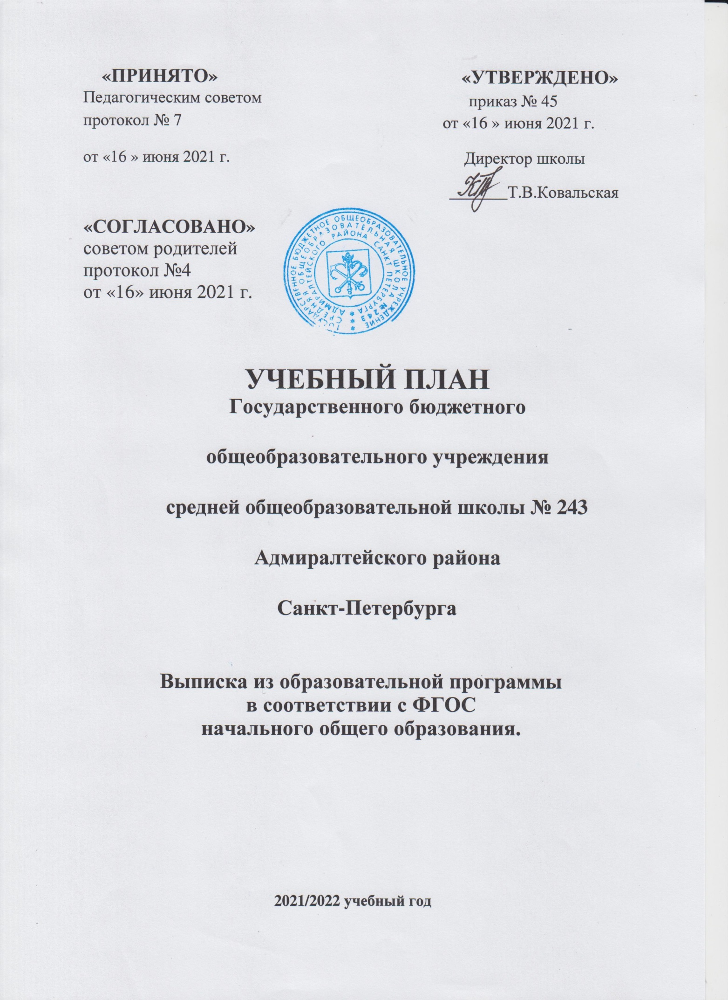 «ПРИНЯТО»
Педагогическим советом
протокол № 7
от «16 » июня 2021 г.
«УТВЕРЖДЕНО»
приказ № 45
от «16 » июня 2021 г.
Директор школы
Т.В.Ковальская
«СОГЛАСОВАНО»
советом родителей
протокол №4
от «16» июня 2021 г.
ГОСУДАРСТВЕННОЕ БЮДЖЕТНОЕ ОБЩЕОБРАЗОВАТЕЛЬНОЕ УЧРЕЖДЕНИЕ
СРЕДНЯЯ ОБЩЕОБРАЗОВАТЕЛЬНАЯ ШКОЛА № 243
АДМИРАЛТЕЙСКОГО РАЙОНА САНКТ ПЕТЕРБУРГА
УЧЕБНЫЙ ПЛАН
Государственного бюджетного
общеобразовательного учреждения
средней общеобразовательной школы № 243
Адмиралтейского района
Санкт-Петербурга
Выписка из образовательной программы
в соответствии с ФГОС
начального общего образования.
2021/2022 учебный год